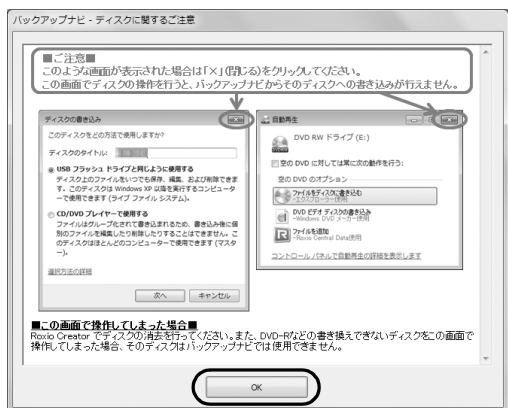 バックアップナビ - ディスクに関するご注意
■ご注意■
このような画面が表示された場合は「×」(閉じる)をクリックしてください。
この画面でディスクの操作を行うと、バックアップナビからそのディスクへの書き込みが行えません。
ディスクの書き込み
このディスクをどの方法で使用しますか?
ディスクのタイトル:
USB フラッシュ ドライブと同じように使用する
ディスク上のファイルをいつでも保存、編集、および削除できま
す。このディスクは Windows XP 以降を実行するコンピュータ
ーで使用できます (ライブ ファイル システム)。
CD/DVD プレイヤーで使用する
ファイルはグループ化されて書き込まれるため、書き込み後に個
別のファイルを編集したり削除したりすることはできません。こ
のディスクはほとんどのコンピューターで使用できます (マスタ
ー)。
選択方法の詳細
次へ
キャンセル
自動再生
DVD RW ドライブ (E:)
空の DVD に対しては常に次の動作を行う:
空の DVD のオプション
ファイルをディスクに書き込む
-エクスプローラー使用
DVD ビデオ ディスクの書き込み
-Windows DVD メーカー使用
ファイルを追加
-Roxio Central Data使用
コントロール パネルで自動再生の詳細を表示します
■この画面で操作してしまった場合■
Roxio Creator でディスクの消去を行ってください。また、DVD-Rなどの書き換えできないディスクをこの画面で
操作してしまった場合、そのディスクはバックアップナビでは使用できません。
OK